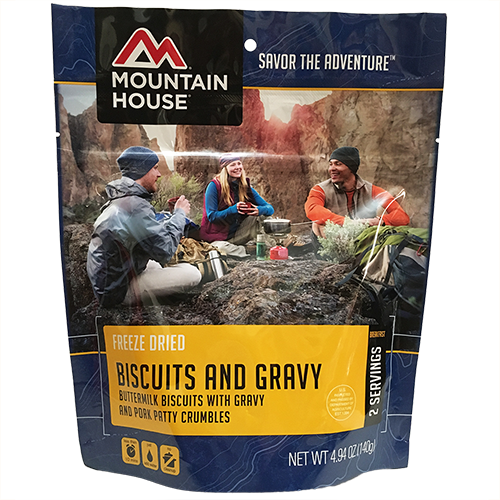 MOUNTAIN
HOUSE®
SAVOR THE ADVENTURE™
FREEZE DRIED
BISCUITS AND GRAVY
BUTTERMILK BISCUITS WITH GRAVY
AND PORK PATTY CRUMBLES
BREAKFAST
2 SERVINGS
NET WT 4.94 OZ (140g)